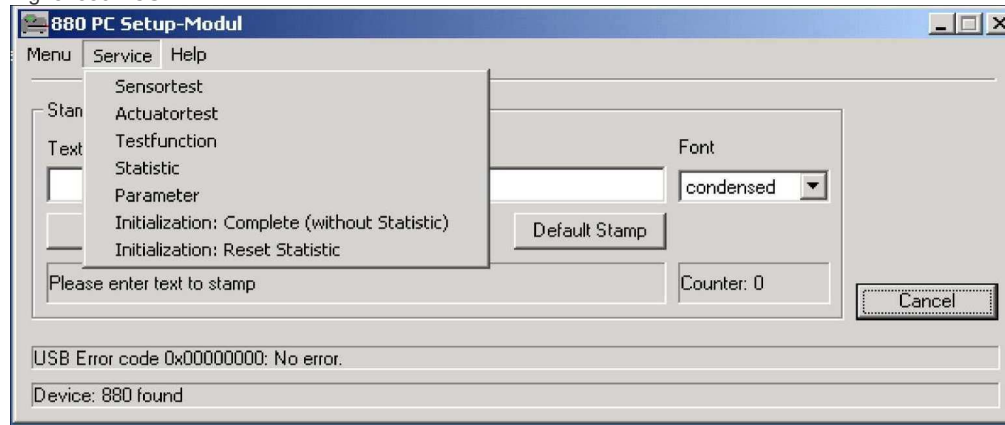 880 PC Setup-Modul
Menu Service Help
Sensortest
Actuatortest
Testfunction
Statistic
Parameter
Initialization: Complete (without Statistic)
Initialization: Reset Statistic
Stan
Text
Font
condensed
Default Stamp
Please enter text to stamp
Counter: 0
Cancel
USB Error code 0x00000000: No error.
Device: 880 found